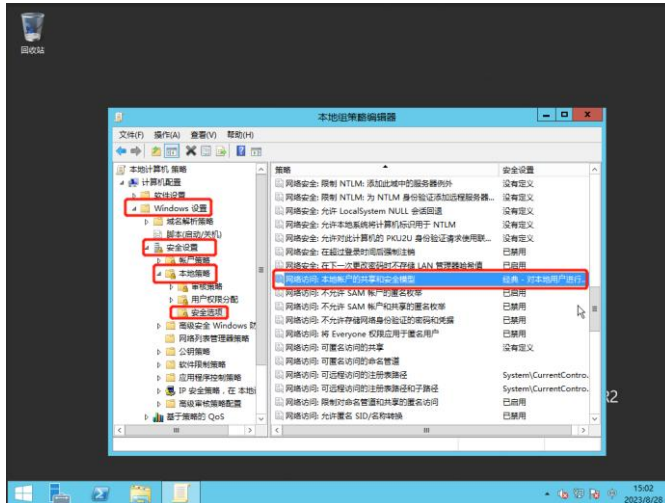 回收站
本地组策略编辑器
文件(F) 操作(A) 查看(V) 帮助(H)
本地计算机 策略
计算机配置
软件设置
Windows 设置
域名解析策略
脚本(启动/关机)
安全设置
帐户策略
本地策略
审核策略
用户权限分配
安全选项
高级安全 Windows 防
网络列表管理器策略
公钥策略
软件限制策略
应用程序控制策略
IP 安全策略，在 本地
高级审核策略配置
基于策略的 QoS
策略 安全设置
网络安全: 限制 NTLM: 添加此域中的服务器例外 没有定义
网络安全: 限制 NTLM: 为 NTLM 身份验证添加远程服务器... 没有定义
网络安全: 允许 LocalSystem NULL 会话回退 没有定义
网络安全: 允许本地系统将计算机标识用于 NTLM 没有定义
网络安全: 允许对此计算机的 PKU2U 身份验证请求使用联... 没有定义
网络安全: 在超过登录时间后强制注销 已禁用
网络安全: 在下一次更改密码时不存储 LAN 管理器哈希值 已启用
网络访问: 本地帐户的共享和安全模型 经典 - 对本地用户进行...
网络访问: 不允许 SAM 帐户的匿名枚举 已启用
网络访问: 不允许 SAM 帐户和共享的匿名枚举 已禁用
网络访问: 不允许存储网络身份验证的密码和凭据 已禁用
网络访问: 将 Everyone 权限应用于匿名用户 已禁用
网络访问: 可匿名访问的共享 没有定义
网络访问: 可匿名访问的命名管道
网络访问: 可远程访问的注册表路径 System\CurrentContro.
网络访问: 可远程访问的注册表路径和子路径 System\CurrentContro.
网络访问: 限制对命名管道和共享的匿名访问 已启用
网络访问: 允许匿名 SID/名称转换 已禁用
R2
15:02
2023/8/28